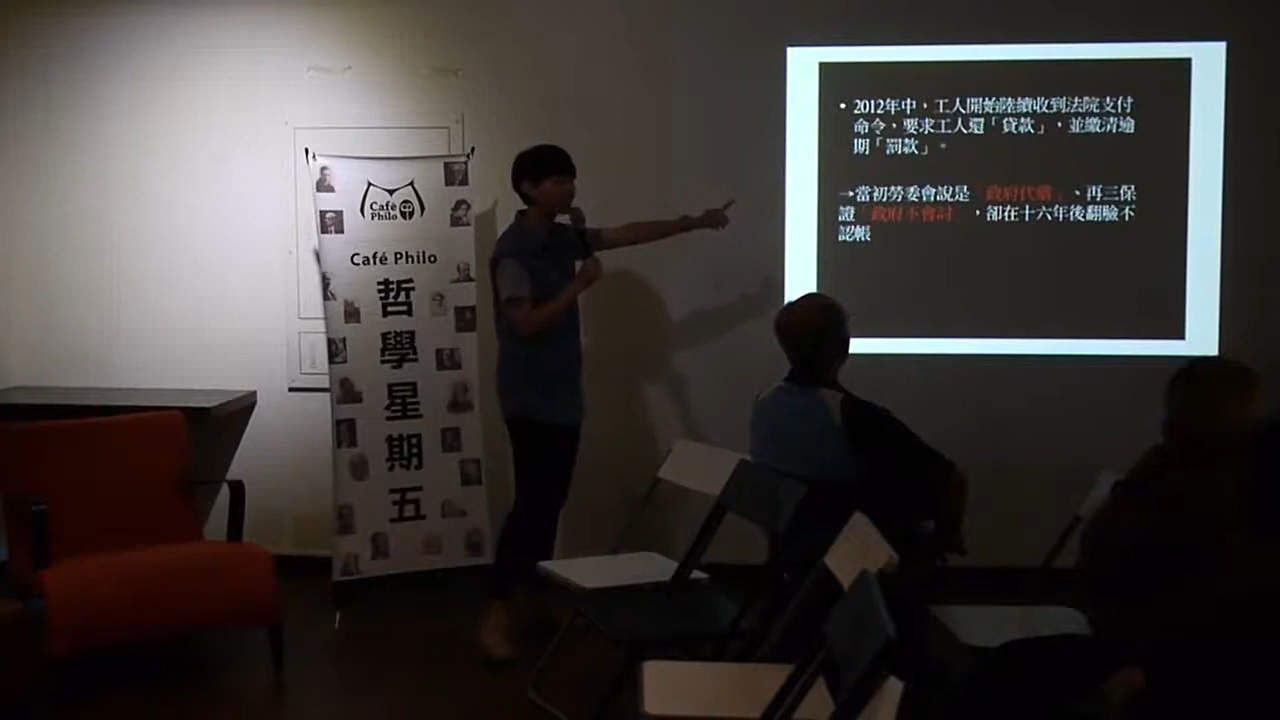 Café
Philo
Café Philo
哲
學
星
期
五
• 2012年中，工人開始陸續收到法院支付
命令，要求工人還「貸款」，並繳清逾
期「罰款」。
→當初勞委會說是「政府代償」、再三保
證「政府不會討」，卻在十六年後翻臉不
認帳